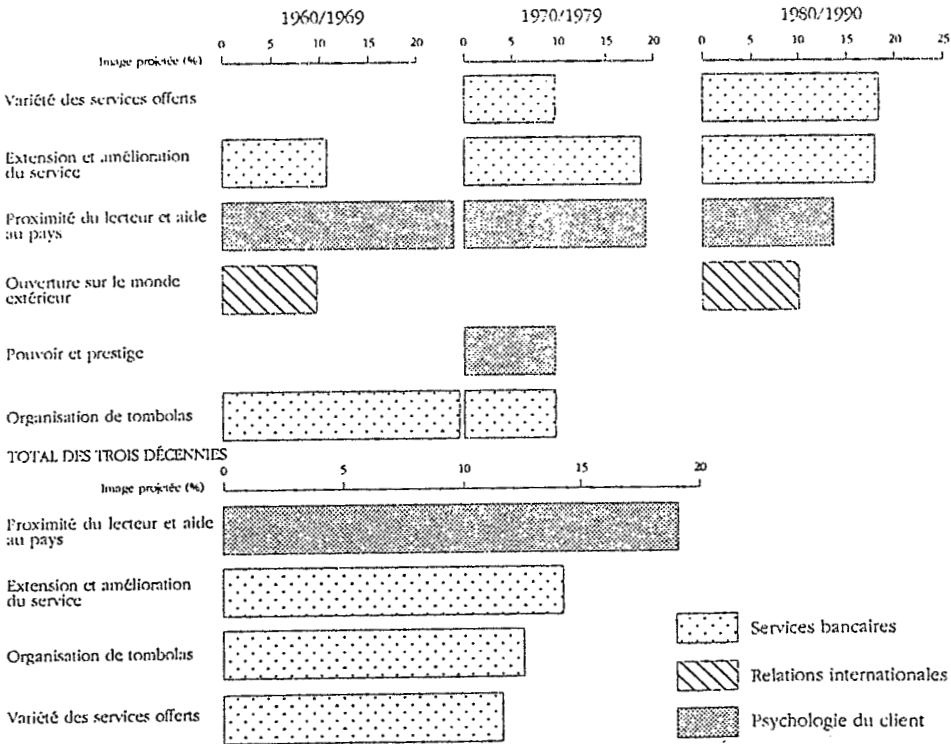 1960/1969 1970/1979 1980/1990
Image projetée (%) 0 5 10 15 20 0 5 10 15 20 0 5 10 15 20 25
Variété des services offerts
Extension et amélioration
du service
Proximité du lecteur et aide
au pays
Ouverture sur le monde
extérieur
Pouvoir et prestige
Organisation de tombolas
TOTAL DES TROIS DÉCENNIES
Image projetée (%) 0 5 10 15 20
Proximité du lecteur et aide
au pays
Extension et amélioration
du service
Organisation de tombolas
Variété des services offerts
Services bancaires
Relations internationales
Psychologie du client